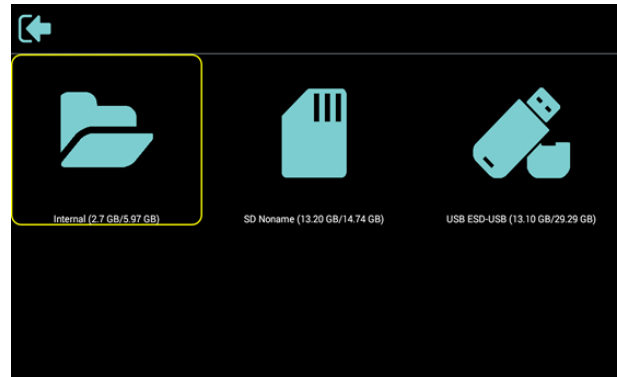 Internal (2.7 GB/5.97 GB)
SD Noname (13.20 GB/14.74 GB)
USB ESD-USB (13.10 GB/29.29 GB)